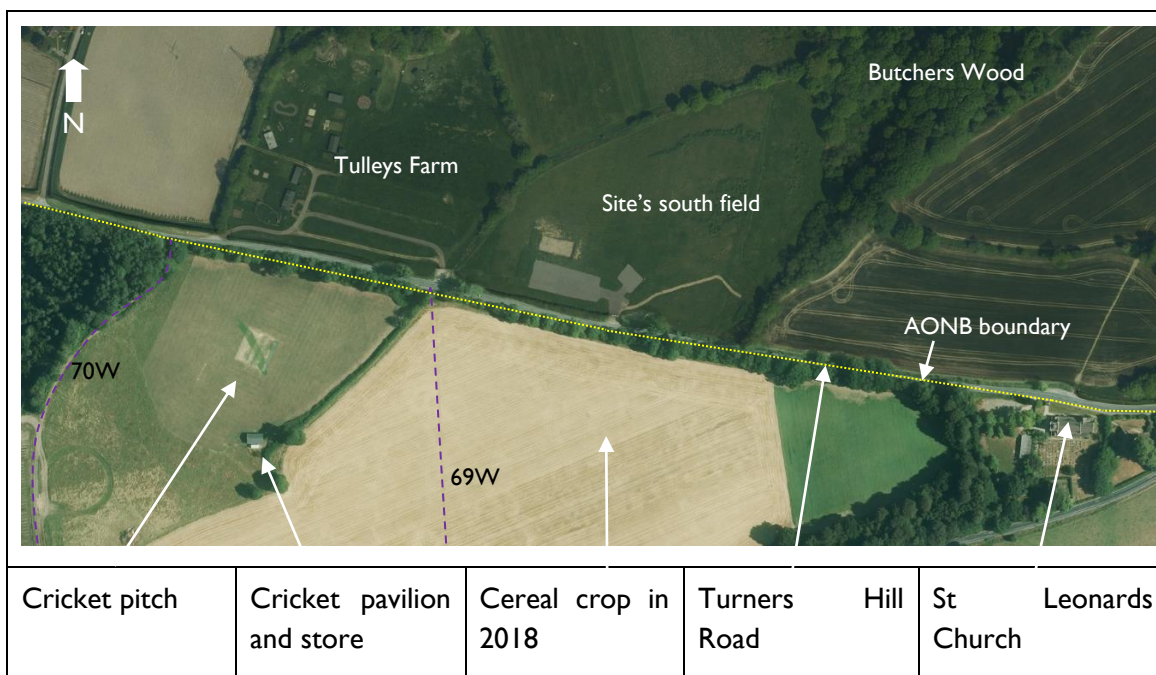 Butchers Wood
N
Tulleys Farm
Site's south field
AONB boundary
70W
69W
Cricket pitch
Cricket pavilion
and store
Cereal crop in
2018
Turners Hill
Road
St Leonards
Church